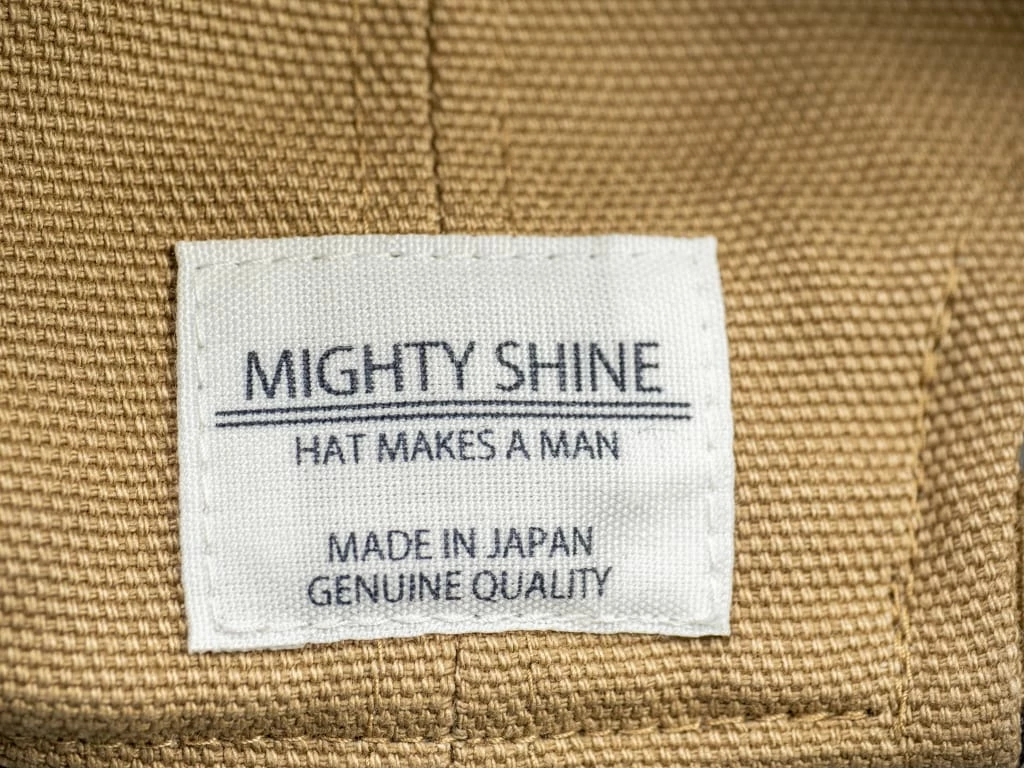 MIGHTY SHINE
HAT MAKES A MAN
MADE IN JAPAN
GENUINE QUALITY